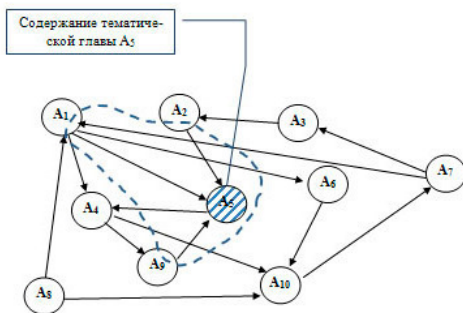 Содержание тематиче-
ской главы A5
A1
A2
A3
A7
A6
A5
A4
A9
A8
A10